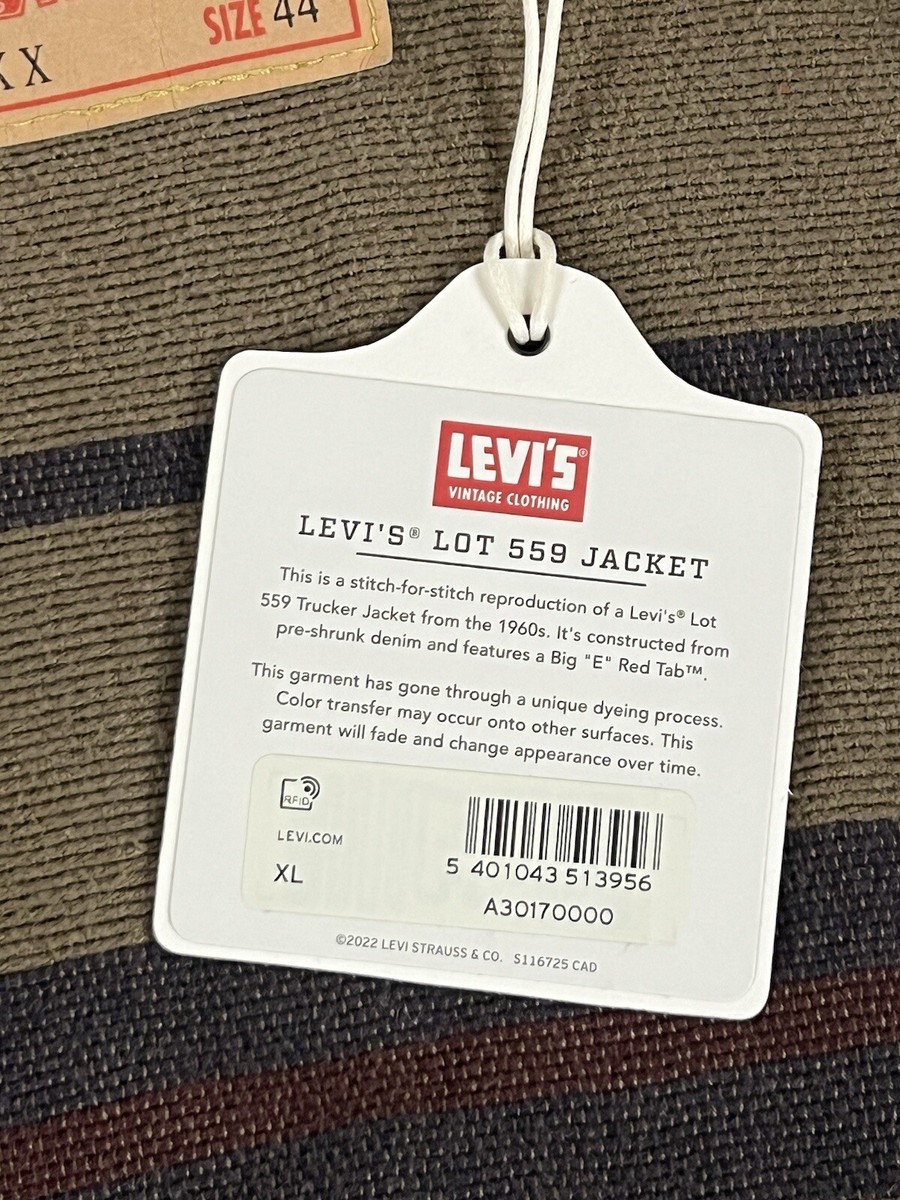 SIZE 44
XX
LEVI'S®
VINTAGE CLOTHING
LEVI'S® LOT 559 JACKET
This is a stitch-for-stitch reproduction of a Levi's® Lot
559 Trucker Jacket from the 1960s. It's constructed from
pre-shrunk denim and features a Big "E" Red Tab™.
This garment has gone through a unique dyeing process.
Color transfer may occur onto other surfaces. This
garment will fade and change appearance over time.
RFID
LEVI.COM
XL
5 401043 513956
A30170000
©2022 LEVI STRAUSS & CO. S116725 CAD